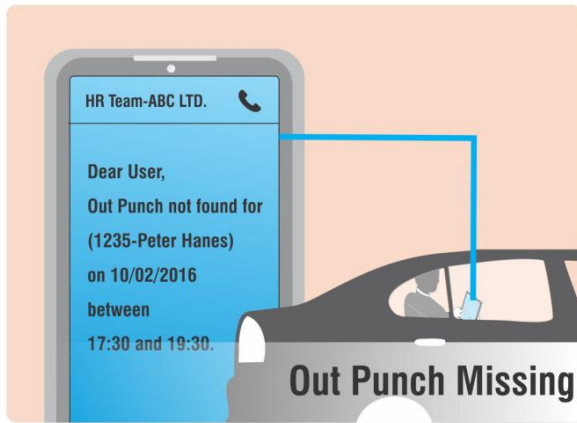 HR Team-ABC LTD.
Dear User,
Out Punch not found for
(1235-Peter Hanes)
on 10/02/2016
between
17:30 and 19:30.
Out Punch Missing